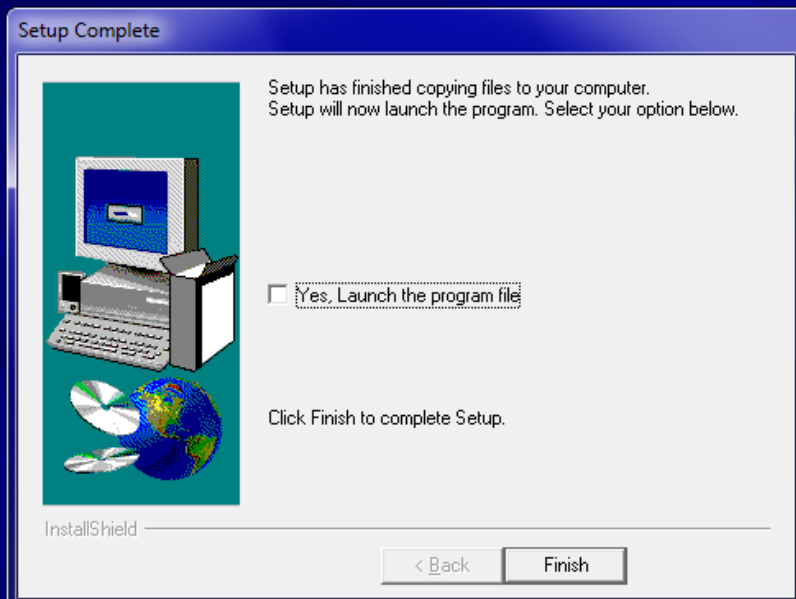 Setup Complete
Setup has finished copying files to your computer.
Setup will now launch the program. Select your option below.
Yes, Launch the program file
Click Finish to complete Setup.
InstallShield
< Back
Finish